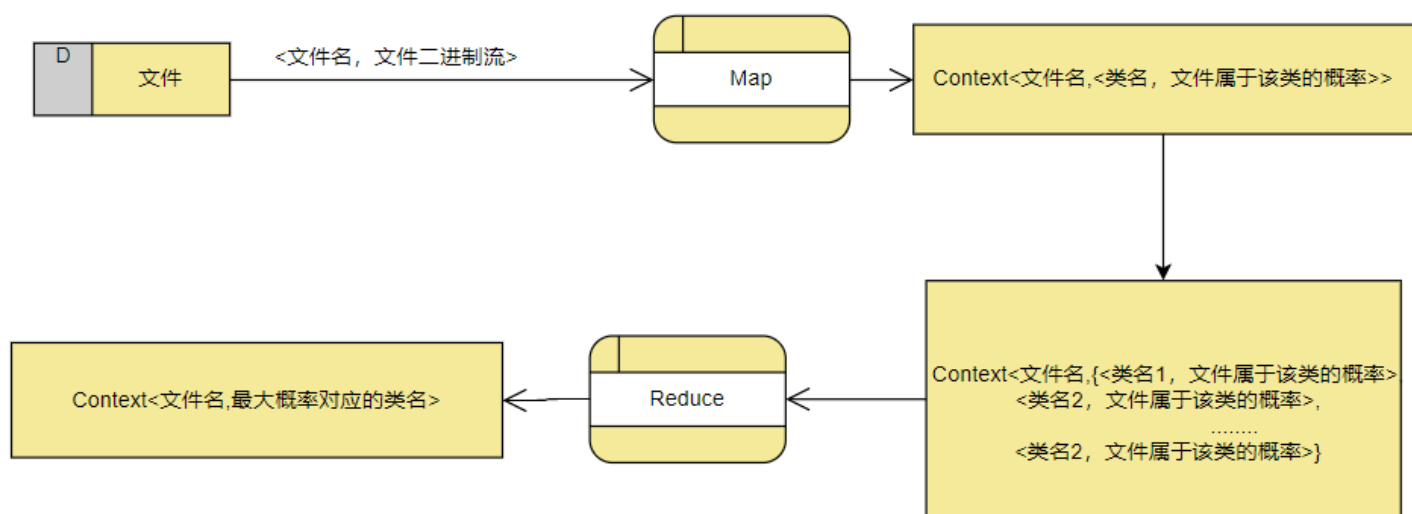 D
文件
<文件名，文件二进制流>
Map
Context<文件名,<类名，文件属于该类的概率>>
Context<文件名,{<类名1，文件属于该类的概率>,
<类名2，文件属于该类的概率>,
........
<类名2，文件属于该类的概率>}
Reduce
Context<文件名,最大概率对应的类名>